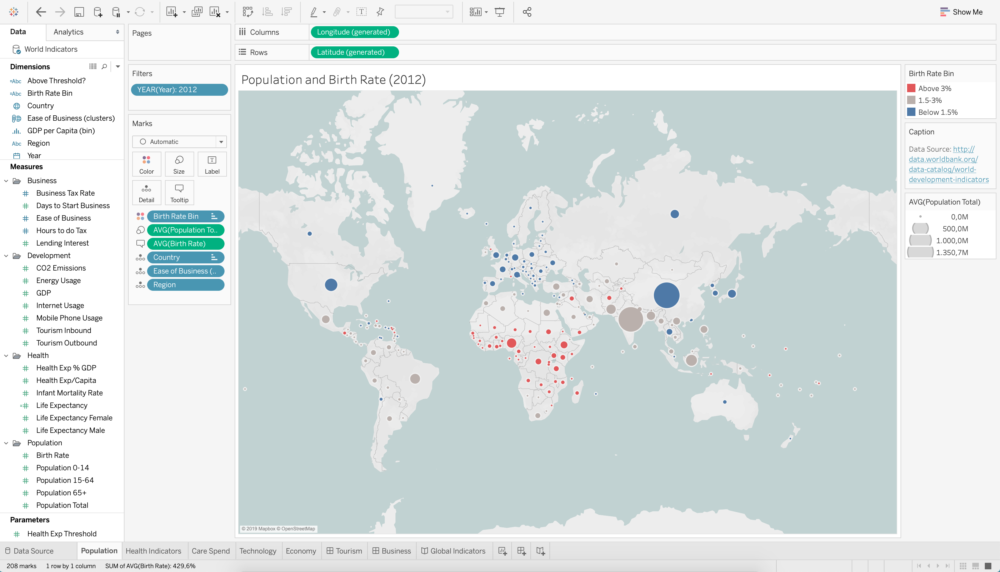 Show Me
Data
Analytics
World Indicators
Dimensions
=Abc Above Threshold?
=Abc Birth Rate Bin
Country
Ease of Business (clusters)
GDP per Capita (bin)
Abc Region
Year
Measures
Business
Business Tax Rate
Days to Start Business
Ease of Business
Hours to do Tax
Lending Interest
Development
CO2 Emissions
Energy Usage
GDP
Internet Usage
Mobile Phone Usage
Tourism Inbound
Tourism Outbound
Health
Health Exp % GDP
Health Exp/Capita
Infant Mortality Rate
Life Expectancy
Life Expectancy Female
Life Expectancy Male
Population
Birth Rate
Population 0-14
Population 15-64
Population 65+
Population Total
Parameters
Health Exp Threshold
Pages
Filters
YEAR(Year): 2012
Marks
Automatic
Color
Size
Label
Detail
Tooltip
Birth Rate Bin
AVG(Population To..
AVG(Birth Rate)
Country
Ease of Business (..
Region
Columns
Longitude (generated)
Rows
Latitude (generated)
Population and Birth Rate (2012)
© 2019 Mapbox © OpenStreetMap
Birth Rate Bin
Above 3%
1.5-3%
Below 1.5%
Caption
Data Source: http://
data.worldbank.org/
data-catalog/world-
development-indicators
AVG(Population Total)
0,0M
500,0M
1.000,0M
1.350,7M
Data Source
Population
Health Indicators
Care Spend
Technology
Economy
Tourism
Business
Global Indicators
208 marks
1 row by 1 column
SUM of AVG(Birth Rate): 429,6%